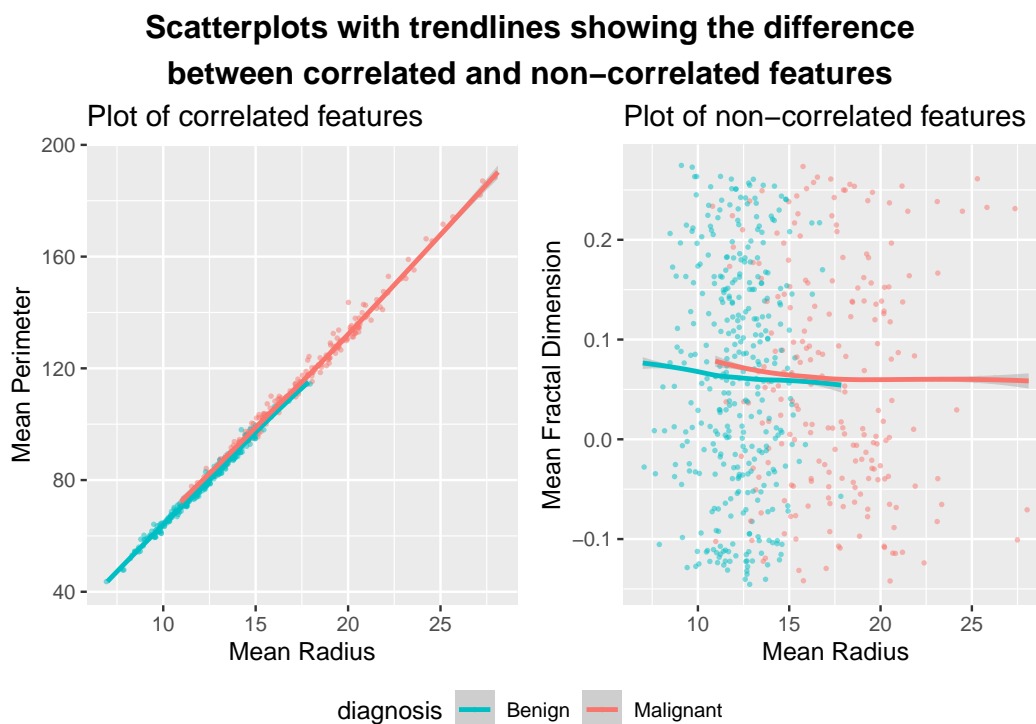 Scatterplots with trendlines showing the difference
between correlated and non−correlated features
Plot of correlated features
200
160
120
80
40
10 15 20 25
Mean Perimeter
Mean Radius
Plot of non−correlated features
0.2
0.1
0.0
−0.1
10 15 20 25
Mean Fractal Dimension
Mean Radius
diagnosis Benign Malignant